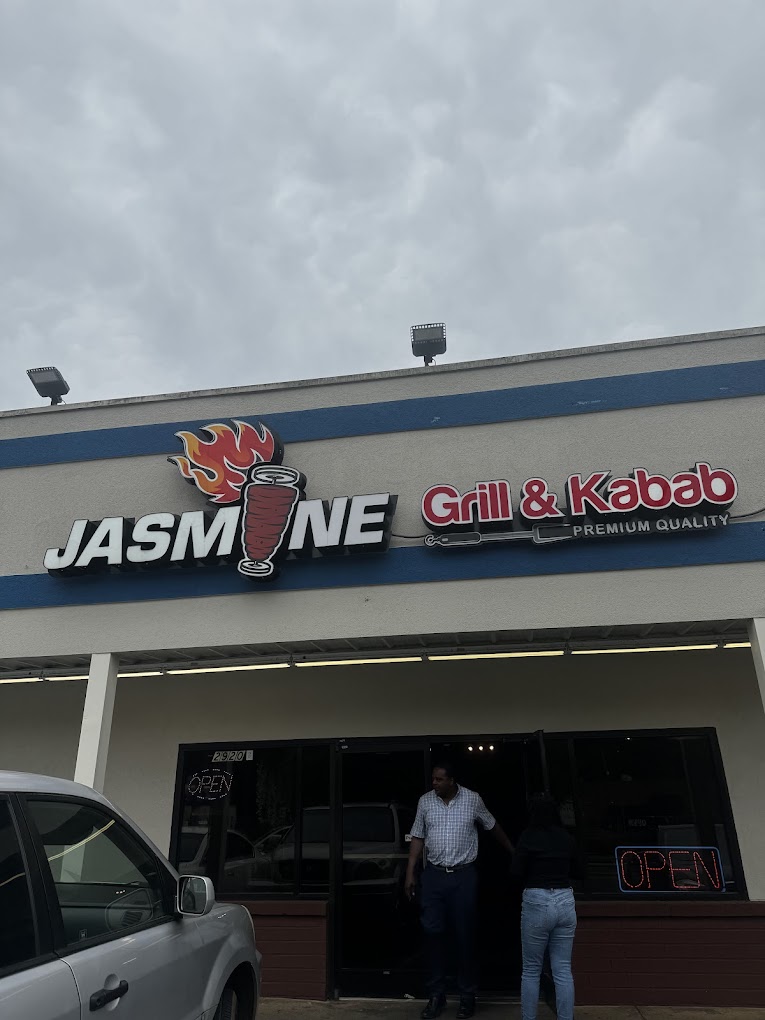 JASMINE
Grill & Kabab
PREMIUM QUALITY
2920
OPEN
OPEN